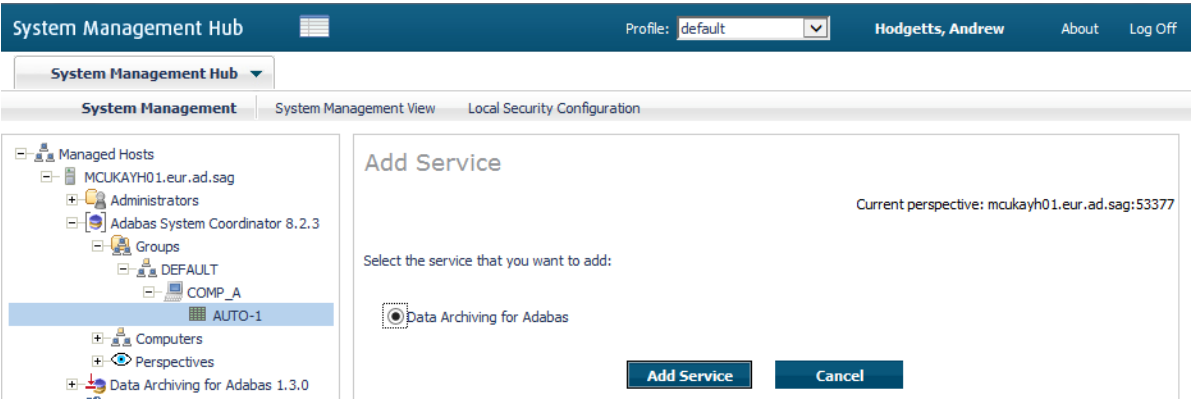 System Management Hub Profile: default Hodgetts, Andrew About Log Off
System Management Hub
System Management System Management View Local Security Configuration
Managed Hosts
MCUKAYH01.eur.ad.sag
Administrators
Adabas System Coordinator 8.2.3
Groups
DEFAULT
COMP_A
AUTO-1
Computers
Perspectives
Data Archiving for Adabas 1.3.0
Add Service
Current perspective: mcukayh01.eur.ad.sag:53377
Select the service that you want to add:
Data Archiving for Adabas
Add Service Cancel